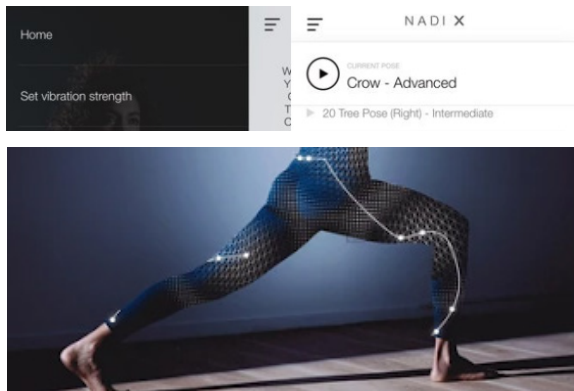 Home
Set vibration strength
W
Y
C
T
C
NADI X
CURRENT POSE
Crow - Advanced
20 Tree Pose (Right) - Intermediate